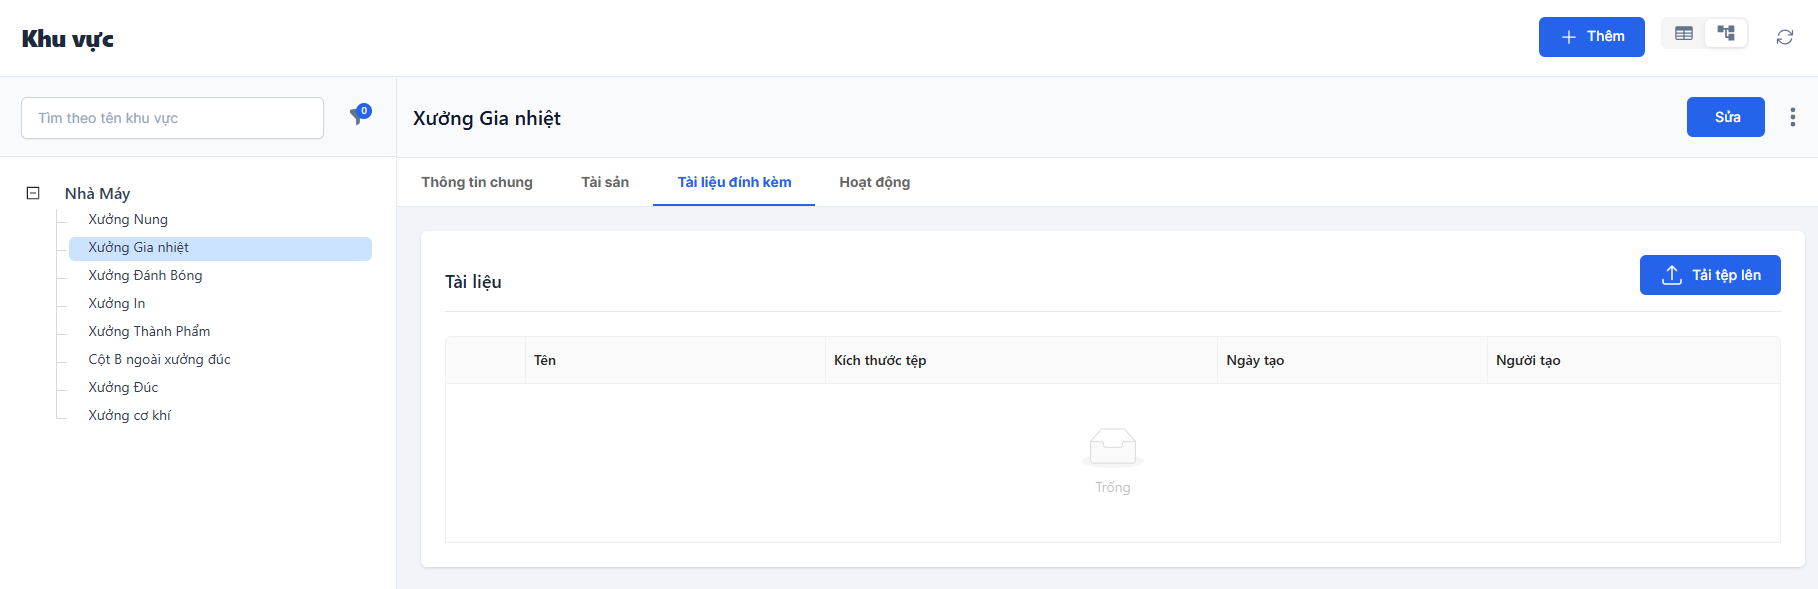 Khu vực
Thêm
Tìm theo tên khu vực
0
Nhà Máy
Xưởng Nung
Xưởng Gia nhiệt
Xưởng Đánh Bóng
Xưởng In
Xưởng Thành Phẩm
Cột B ngoài xưởng đúc
Xưởng Đúc
Xưởng cơ khí
Xưởng Gia nhiệt
Sửa
Thông tin chung
Tài sản
Tài liệu đính kèm
Hoạt động
Tài liệu
Tải tệp lên
Tên
Kích thước tệp
Ngày tạo
Người tạo
Trống